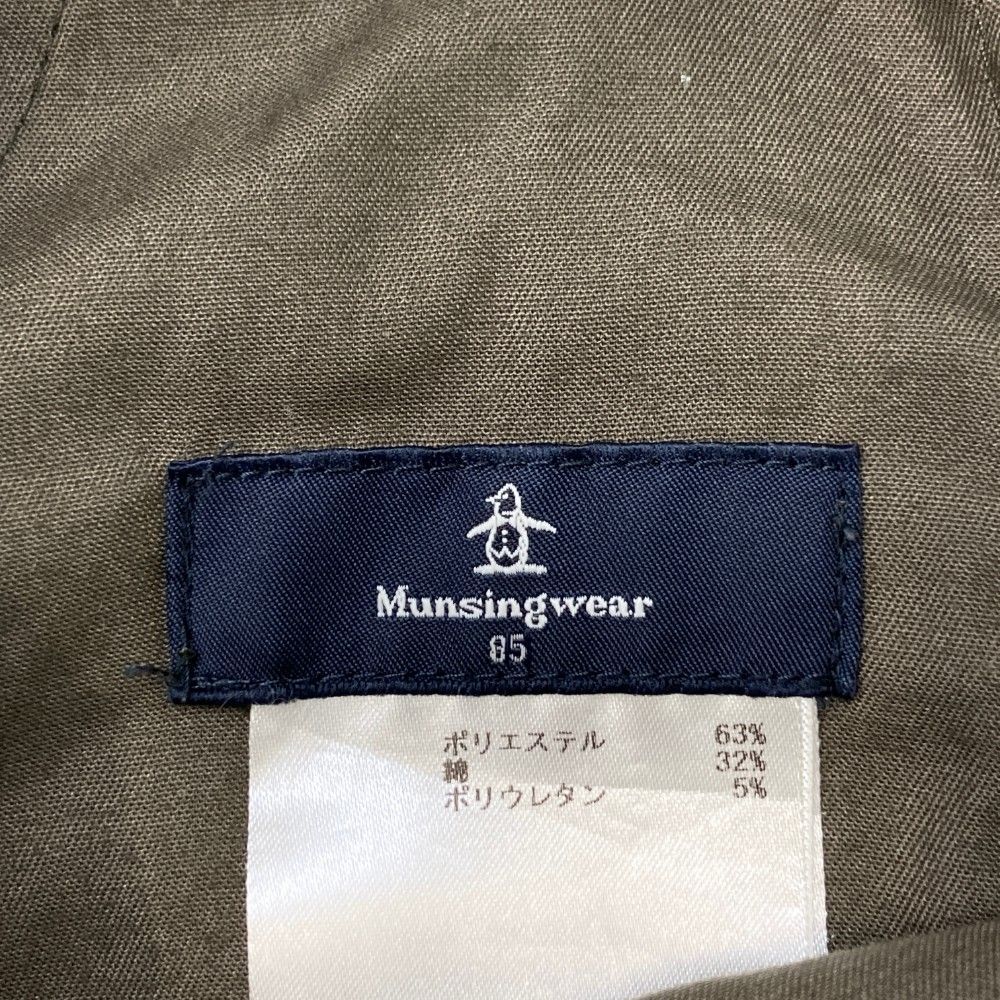 Munsingwear
85
ポリエステル 63%
綿 32%
ポリウレタン 5%